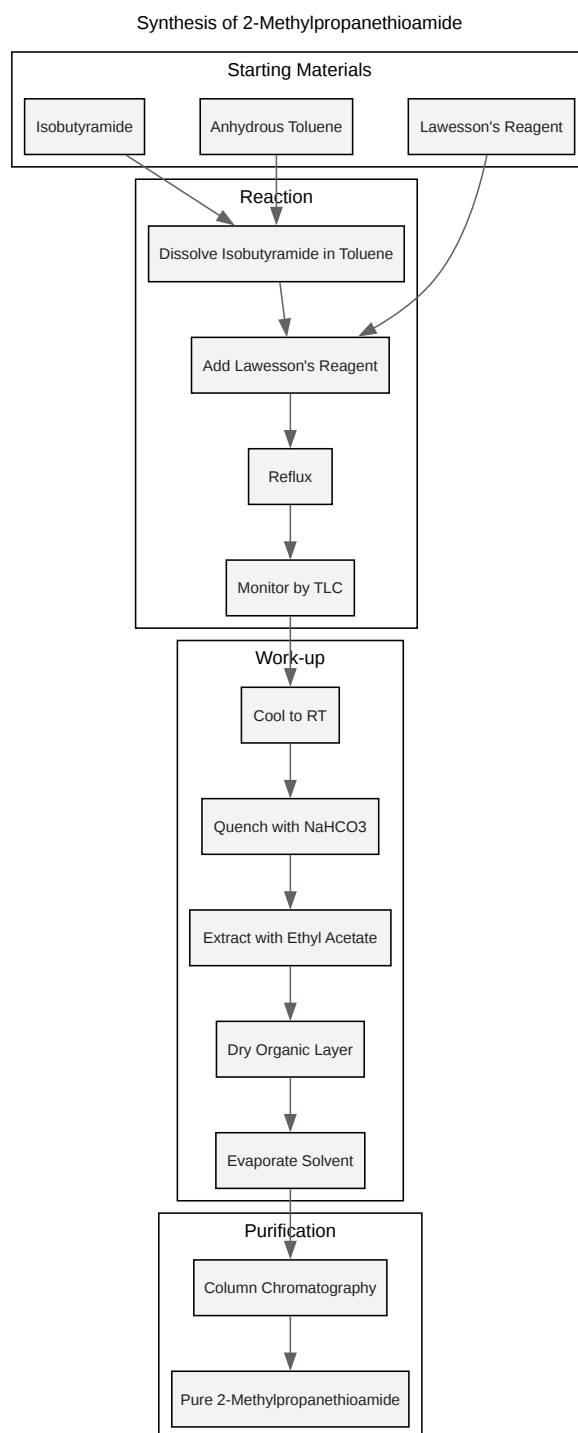 Synthesis of 2-Methylpropanethioamide
Starting Materials
Isobutyramide
Anhydrous Toluene
Lawesson's Reagent
Reaction
Dissolve Isobutyramide in Toluene
Add Lawesson's Reagent
Reflux
Monitor by TLC
Work-up
Cool to RT
Quench with NaHCO3
Extract with Ethyl Acetate
Dry Organic Layer
Evaporate Solvent
Purification
Column Chromatography
Pure 2-Methylpropanethioamide